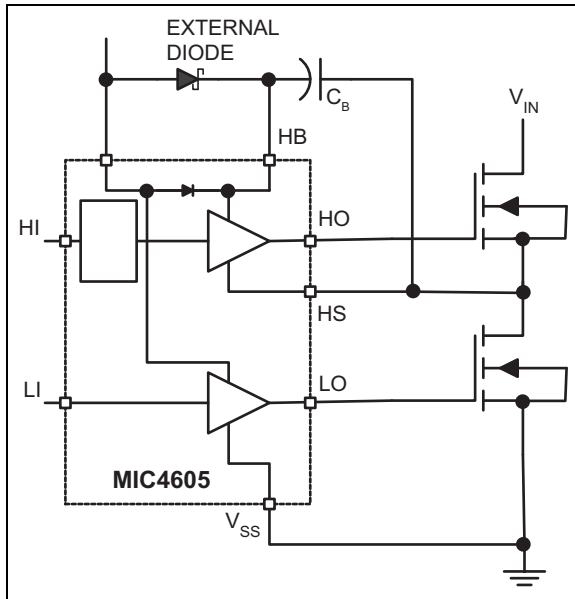 EXTERNAL
DIODE
C_B
V_IN
HB
HI
HO
HS
LI
LO
MIC4605
V_SS